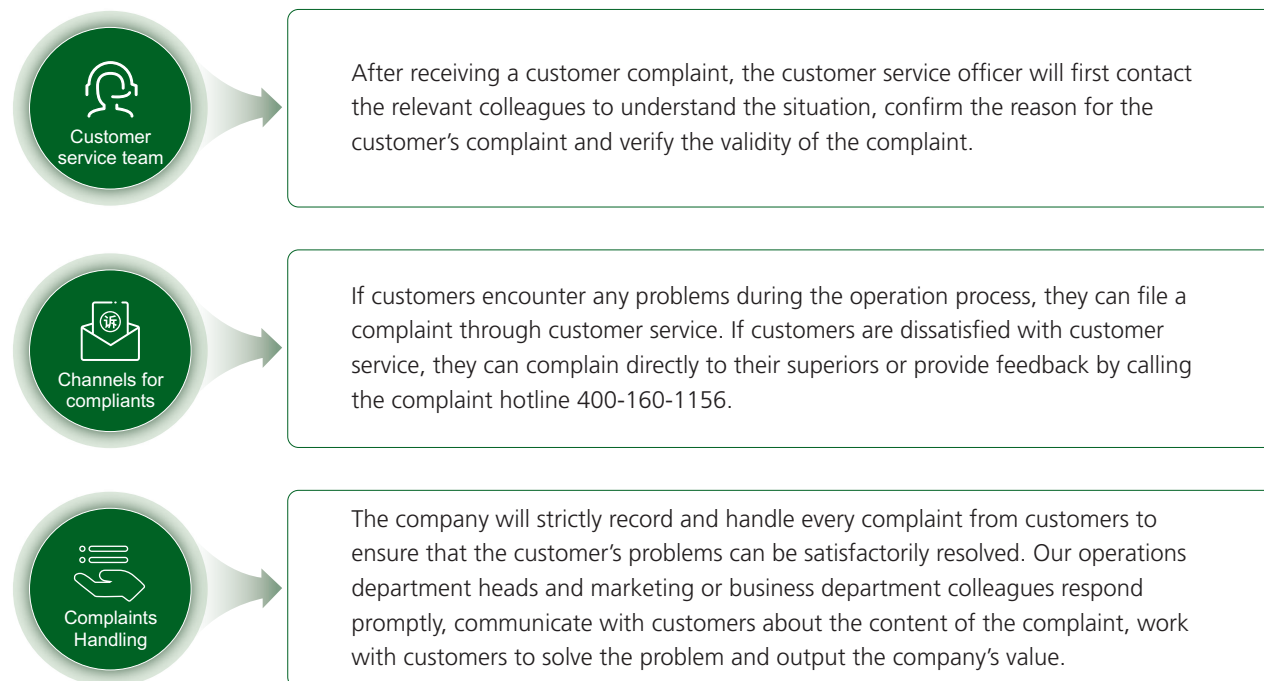 Customer
service team
After receiving a customer complaint, the customer service officer will first contact
the relevant colleagues to understand the situation, confirm the reason for the
customer’s complaint and verify the validity of the complaint.
诉
Channels for
compliants
If customers encounter any problems during the operation process, they can file a
complaint through customer service. If customers are dissatisfied with customer
service, they can complain directly to their superiors or provide feedback by calling
the complaint hotline 400-160-1156.
Complaints
Handling
The company will strictly record and handle every complaint from customers to
ensure that the customer’s problems can be satisfactorily resolved. Our operations
department heads and marketing or business department colleagues respond
promptly, communicate with customers about the content of the complaint, work
with customers to solve the problem and output the company’s value.